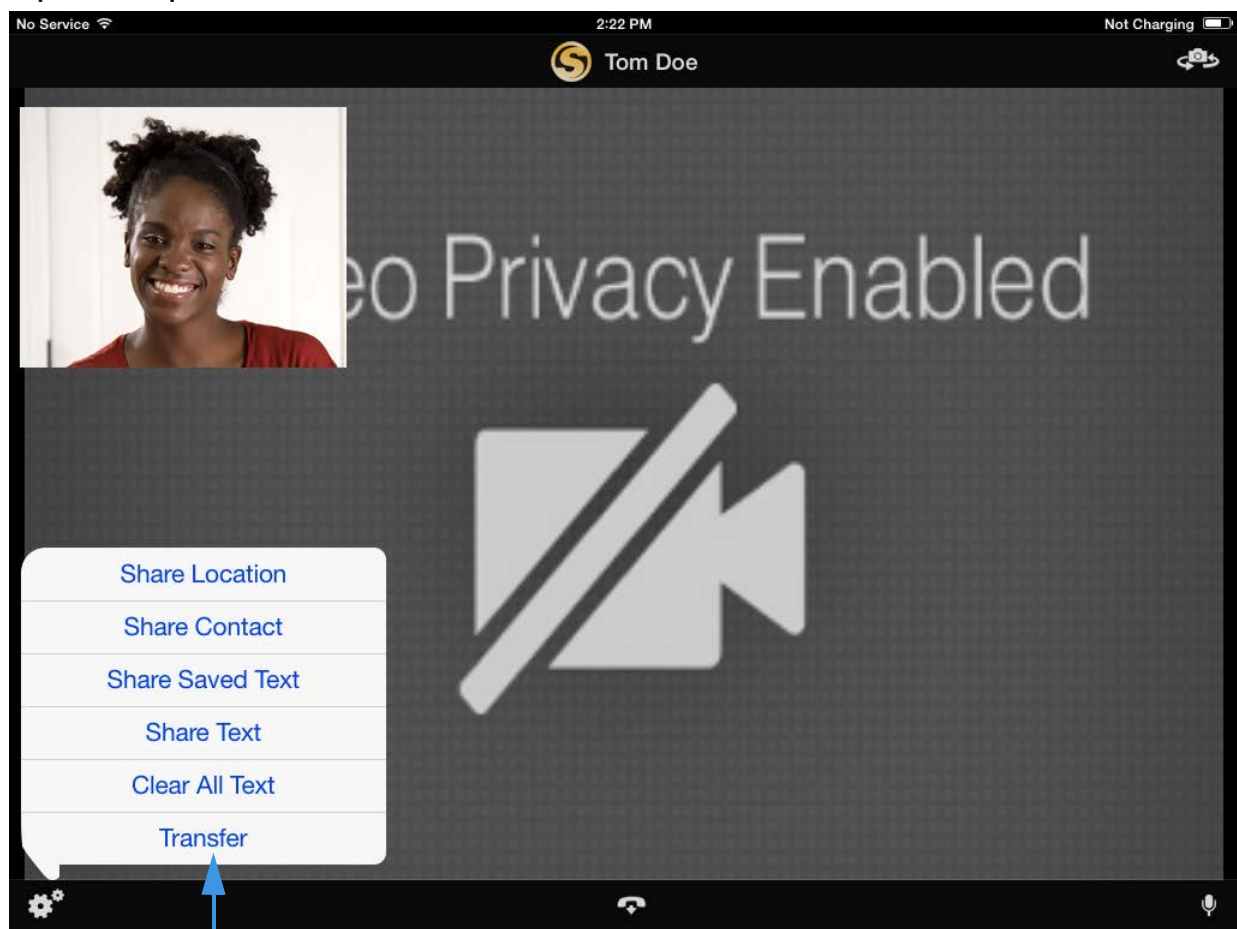 No Service 2:22 PM Not Charging
S Tom Doe
eo Privacy Enabled
Share Location
Share Contact
Share Saved Text
Share Text
Clear All Text
Transfer